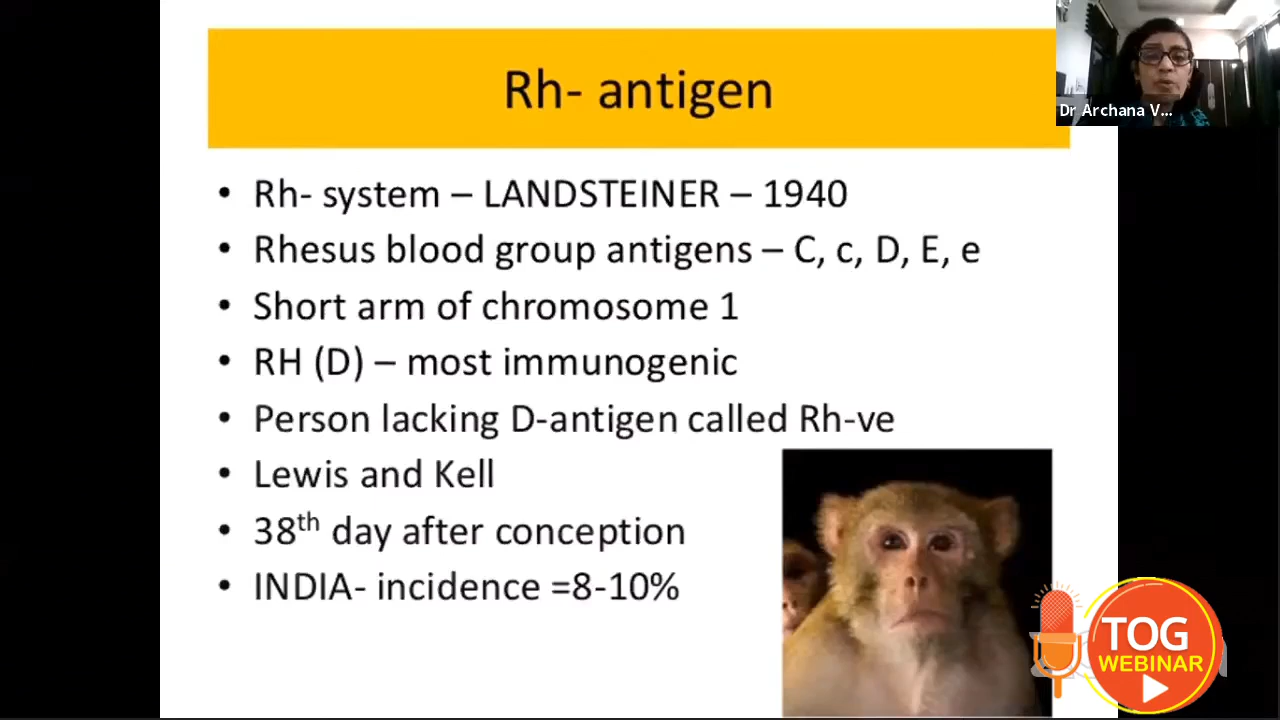 Rh- antigen
Dr Archana V...
• Rh- system – LANDSTEINER – 1940
• Rhesus blood group antigens – C, c, D, E, e
• Short arm of chromosome 1
• RH (D) – most immunogenic
• Person lacking D-antigen called Rh-ve
• Lewis and Kell
• 38th day after conception
• INDIA- incidence =8-10%
TOG
WEBINAR